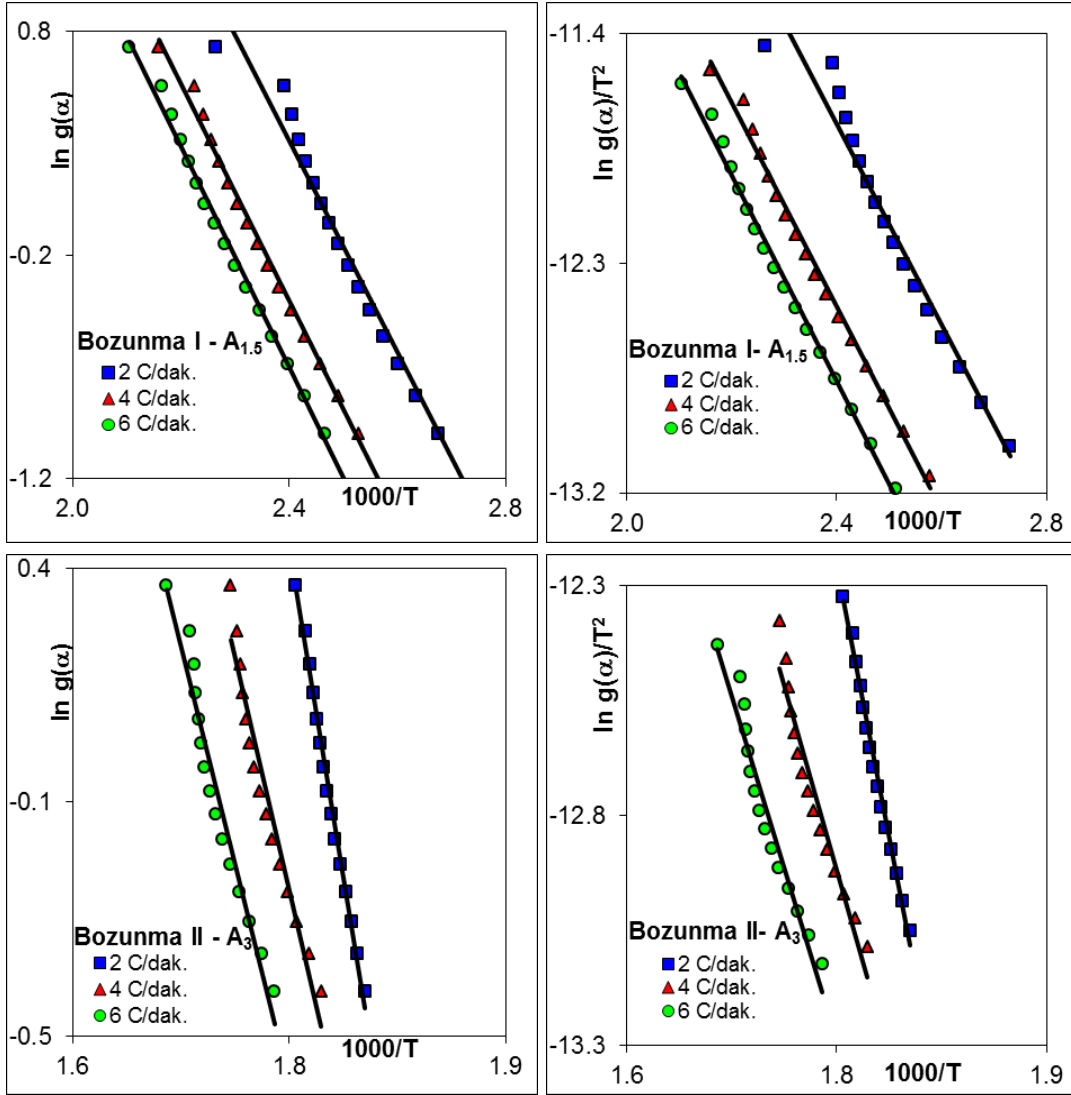 0.8
-0.2
-1.2
ln g(α)
Bozunma I - A1.5
2 C/dak.
4 C/dak.
6 C/dak.
2.0
2.4
2.8
1000/T
-11.4
-12.3
-13.2
ln g(α)/T²
Bozunma I- A1.5
2 C/dak.
4 C/dak.
6 C/dak.
2.0
2.4
2.8
1000/T
0.4
-0.1
-0.5
ln g(α)
Bozunma II - A3
2 C/dak.
4 C/dak.
6 C/dak.
1.6
1.8
1.9
1000/T
-12.3
-12.8
-13.3
ln g(α)/T²
Bozunma II- A3
2 C/dak.
4 C/dak.
6 C/dak.
1.6
1.8
1.9
1000/T